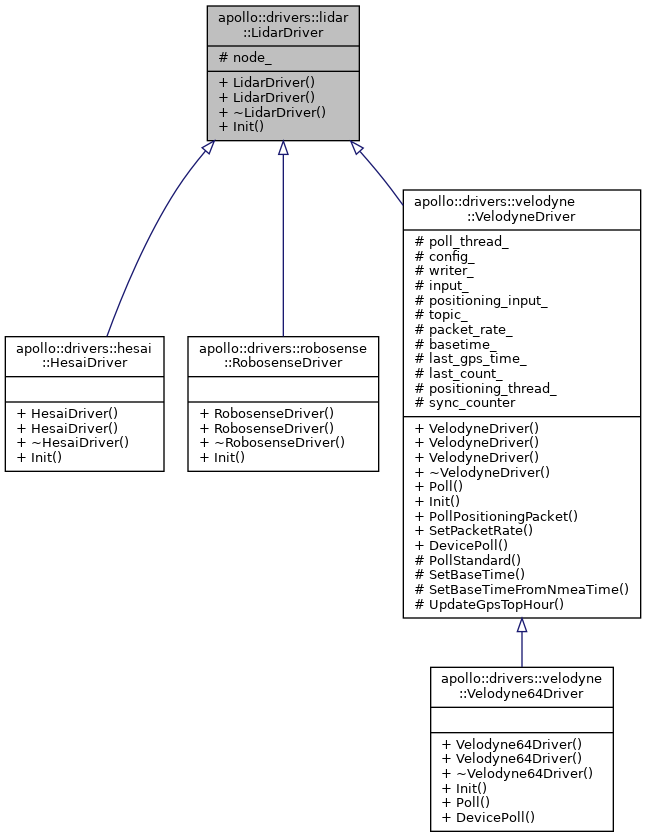 apollo::drivers::lidar
::LidarDriver
# node_
+ LidarDriver()
+ LidarDriver()
+ ~LidarDriver()
+ Init()
apollo::drivers::velodyne
::VelodyneDriver
# poll_thread_
# config_
# writer_
# input_
# positioning_input_
# topic_
# packet_rate_
# basetime_
# last_gps_time_
# last_count_
# positioning_thread_
# sync_counter
+ VelodyneDriver()
+ VelodyneDriver()
+ VelodyneDriver()
+ ~VelodyneDriver()
+ Poll()
+ Init()
+ PollPositioningPacket()
+ SetPacketRate()
+ DevicePoll()
# PollStandard()
# SetBaseTime()
# SetBaseTimeFromNmeaTime()
# UpdateGpsTopHour()
apollo::drivers::hesai
::HesaiDriver
+ HesaiDriver()
+ HesaiDriver()
+ ~HesaiDriver()
+ Init()
apollo::drivers::robosense
::RobosenseDriver
+ RobosenseDriver()
+ RobosenseDriver()
+ ~RobosenseDriver()
+ Init()
apollo::drivers::velodyne
::Velodyne64Driver
+ Velodyne64Driver()
+ Velodyne64Driver()
+ ~Velodyne64Driver()
+ Init()
+ Poll()
+ DevicePoll()